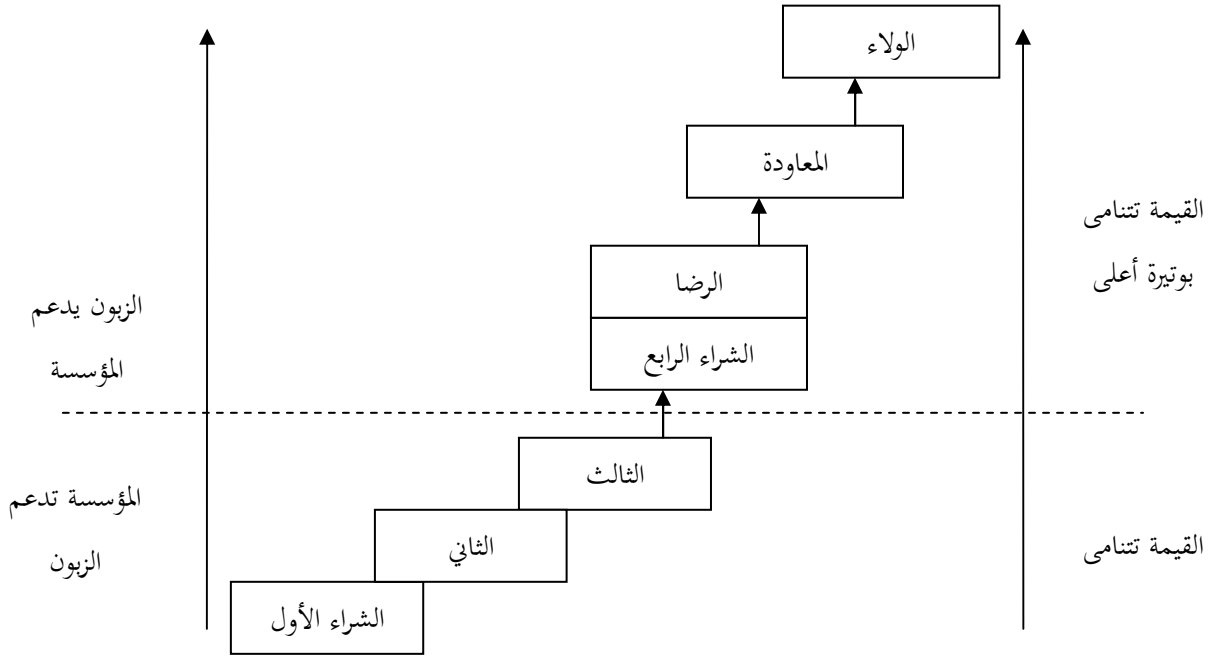 الولاء
المعاودة
القيمة تتنامى
بوتيرة أعلى
الرضا
الزبون يدعم
المؤسسة
الشراء الرابع
الثالث
المؤسسة تدعم
الزبون
الثاني
القيمة تتنامى
الشراء الأول